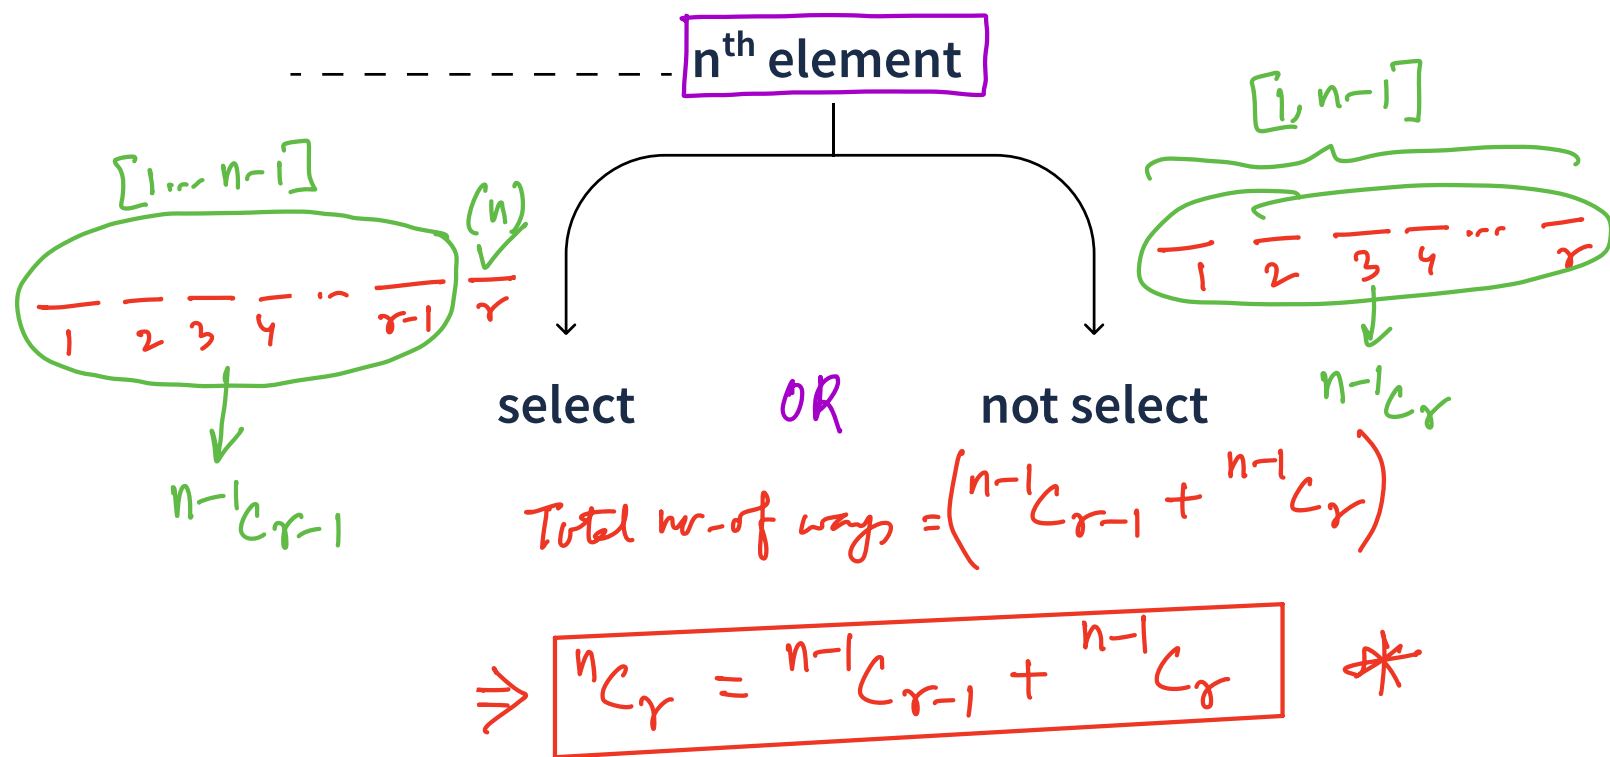 nᵗʰ element
[1, n-1]
[1... n-1]
(n)
1 2 3 4 ... r-1 r
1 2 3 4 .... r
select OR not select
ⁿ⁻¹Cᵣ
ⁿ⁻¹Cᵣ₋₁
Total no. of ways = (ⁿ⁻¹Cᵣ₋₁ + ⁿ⁻¹Cᵣ)
⇒ ⁿCᵣ = ⁿ⁻¹Cᵣ₋₁ + ⁿ⁻¹Cᵣ *